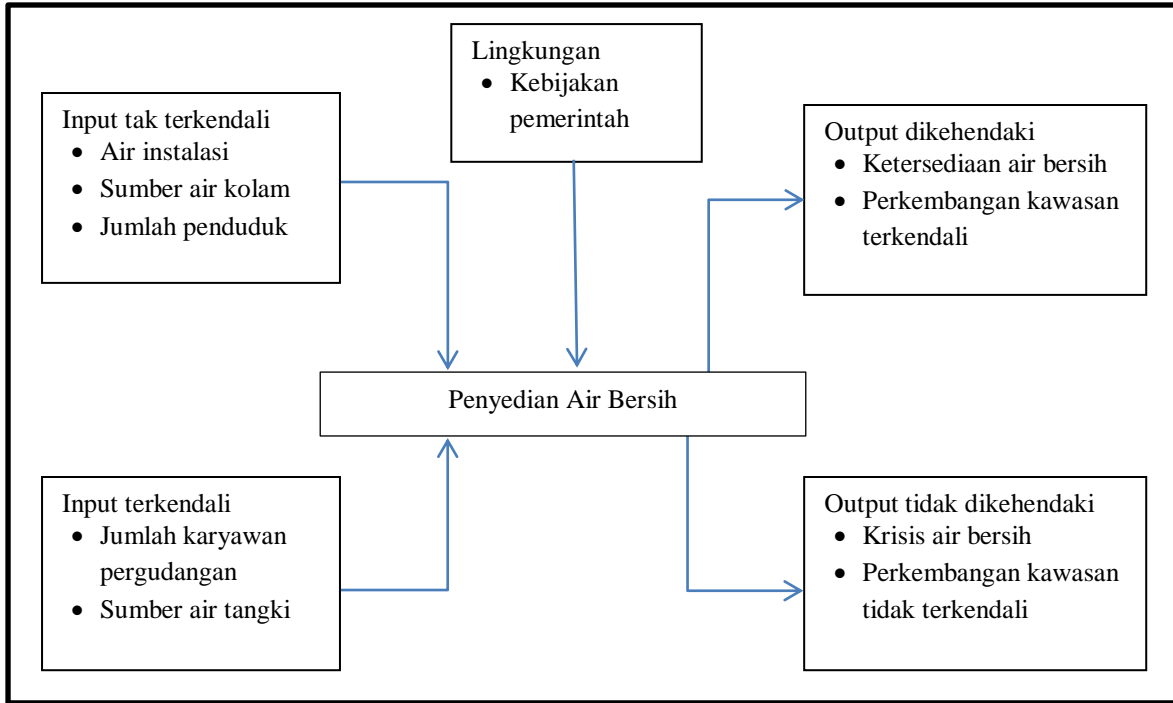 Lingkungan
• Kebijakan
pemerintah
Input tak terkendali
• Air instalasi
• Sumber air kolam
• Jumlah penduduk
Output dikehendaki
• Ketersediaan air bersih
• Perkembangan kawasan
terkendali
Penyedian Air Bersih
Input terkendali
• Jumlah karyawan
pergudangan
• Sumber air tangki
Output tidak dikehendaki
• Krisis air bersih
• Perkembangan kawasan
tidak terkendali